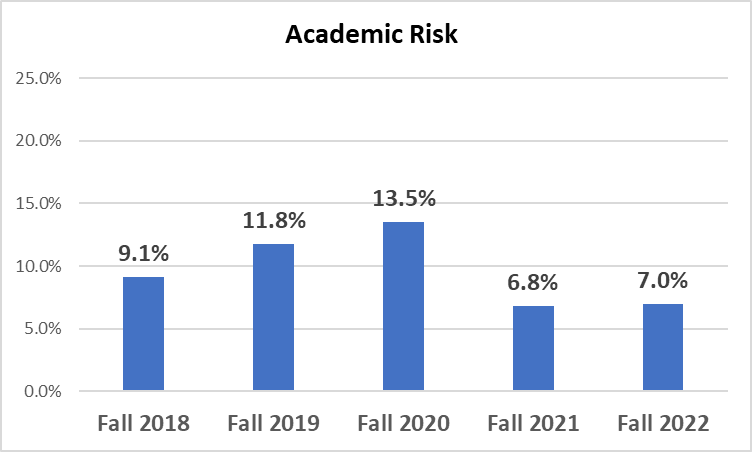 Academic Risk
25.0%
20.0%
15.0%
10.0%
5.0%
0.0%
9.1%
11.8%
13.5%
6.8%
7.0%
Fall 2018
Fall 2019
Fall 2020
Fall 2021
Fall 2022